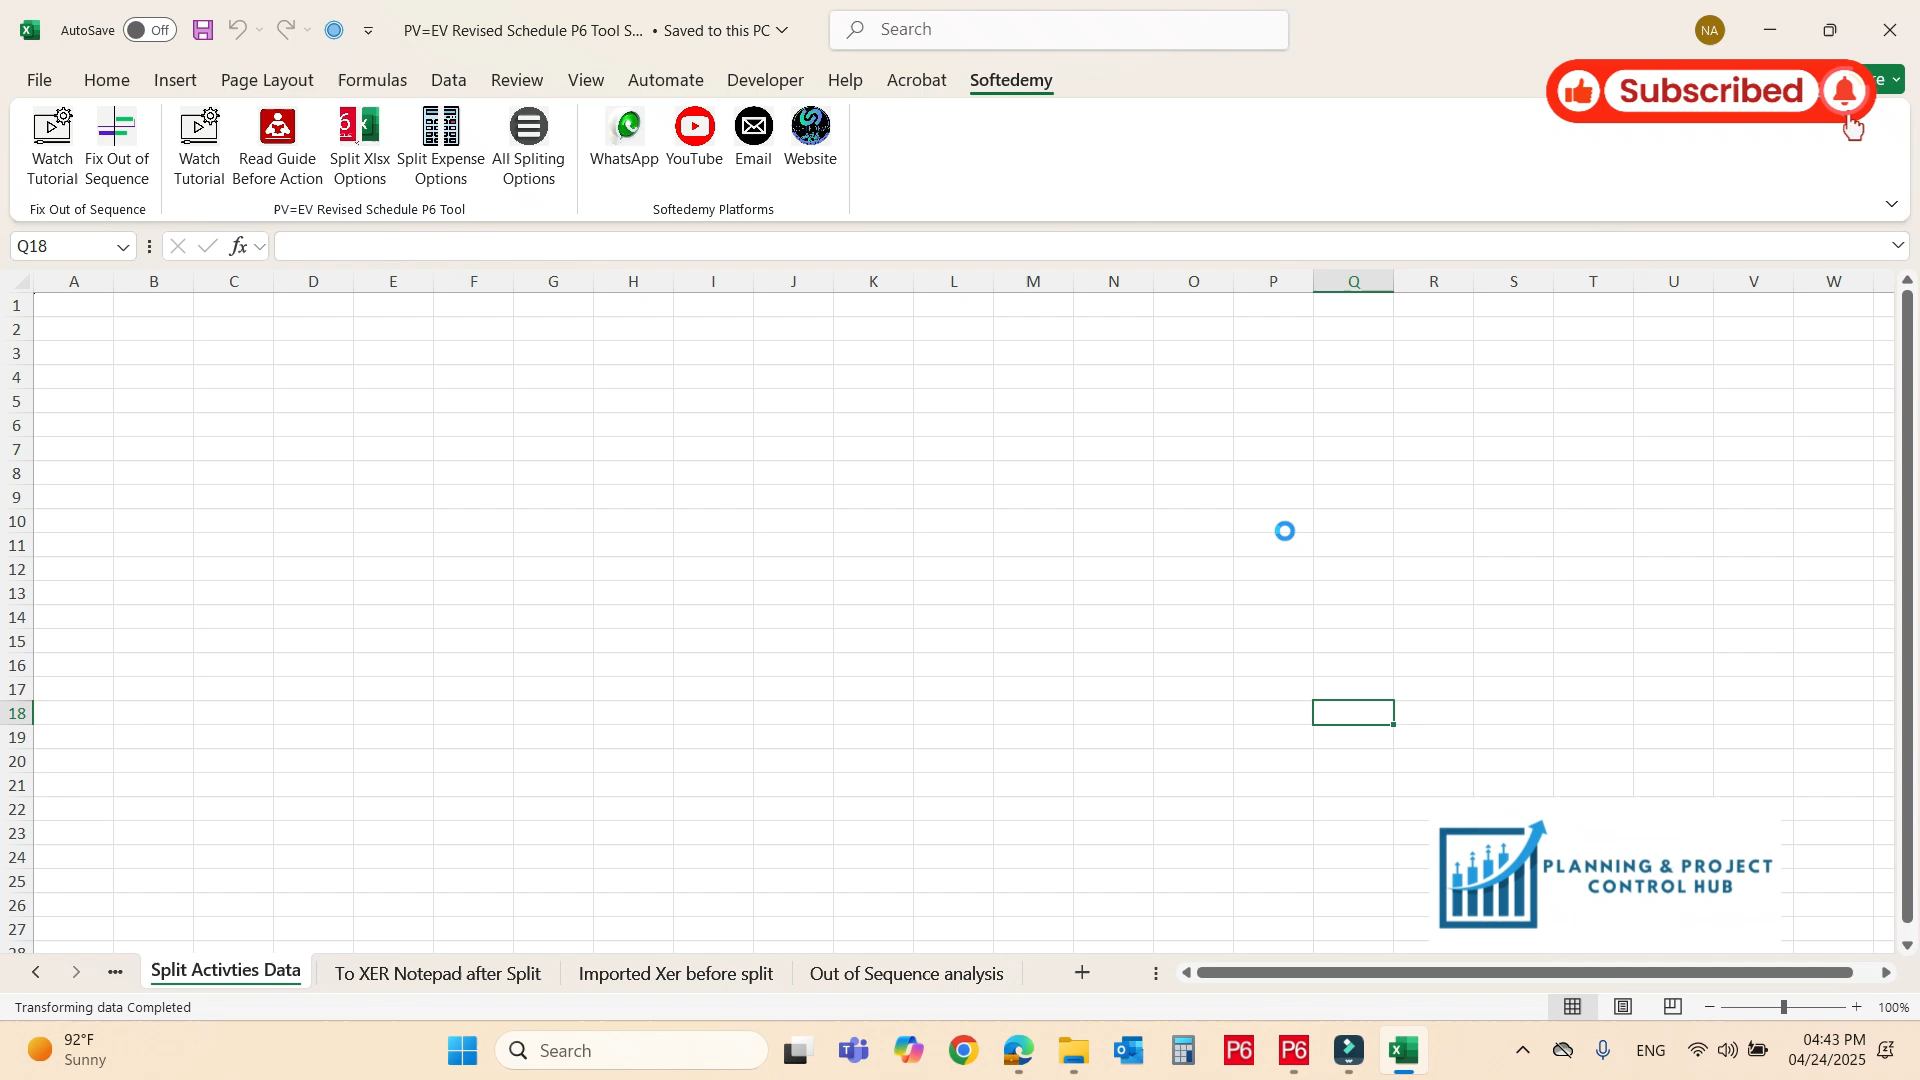 AutoSave Off PV=EV Revised Schedule P6 Tool S... • Saved to this PC Search NA
File Home Insert Page Layout Formulas Data Review View Automate Developer Help Acrobat Softedemy
Subscribed
Watch Tutorial
Fix Out of Sequence
Watch Tutorial
Read Guide Before Action
Split Xlsx Options
Split Expense Options
All Spliting Options
WhatsApp YouTube Email Website
Fix Out of Sequence PV=EV Revised Schedule P6 Tool Softedemy Platforms
Q18 fx
A B C D E F G H I J K L M N O P Q R S T U V W
1
2
3
4
5
6
7
8
9
10
11
12
13
14
15
16
17
18
19
20
21
22
23
24
25
26
27
28
PLANNING & PROJECT
CONTROL HUB
Split Activties Data To XER Notepad after Split Imported Xer before split Out of Sequence analysis
Transforming data Completed 100%
92°F
Sunny
Search
P6 P6
ENG
04:43 PM
04/24/2025